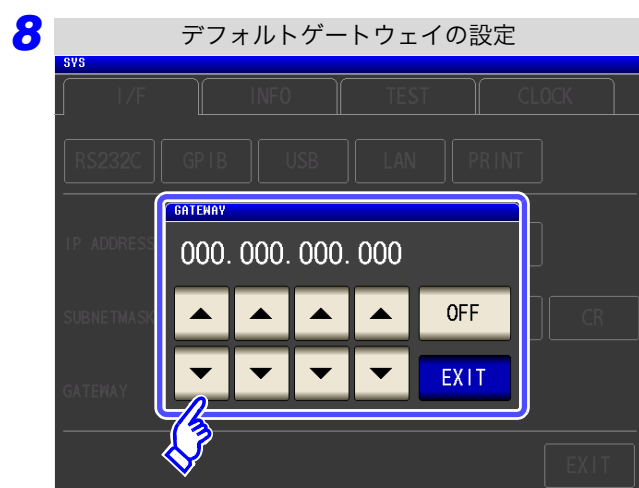 8 デフォルトゲートウェイの設定
SYS
I/F INFO TEST CLOCK
RS232C GPIB USB LAN PRINT
GATEWAY
IP ADDRESS
000. 000. 000. 000
SUBNETMASK
OFF
CR
GATEWAY
EXIT
EXIT